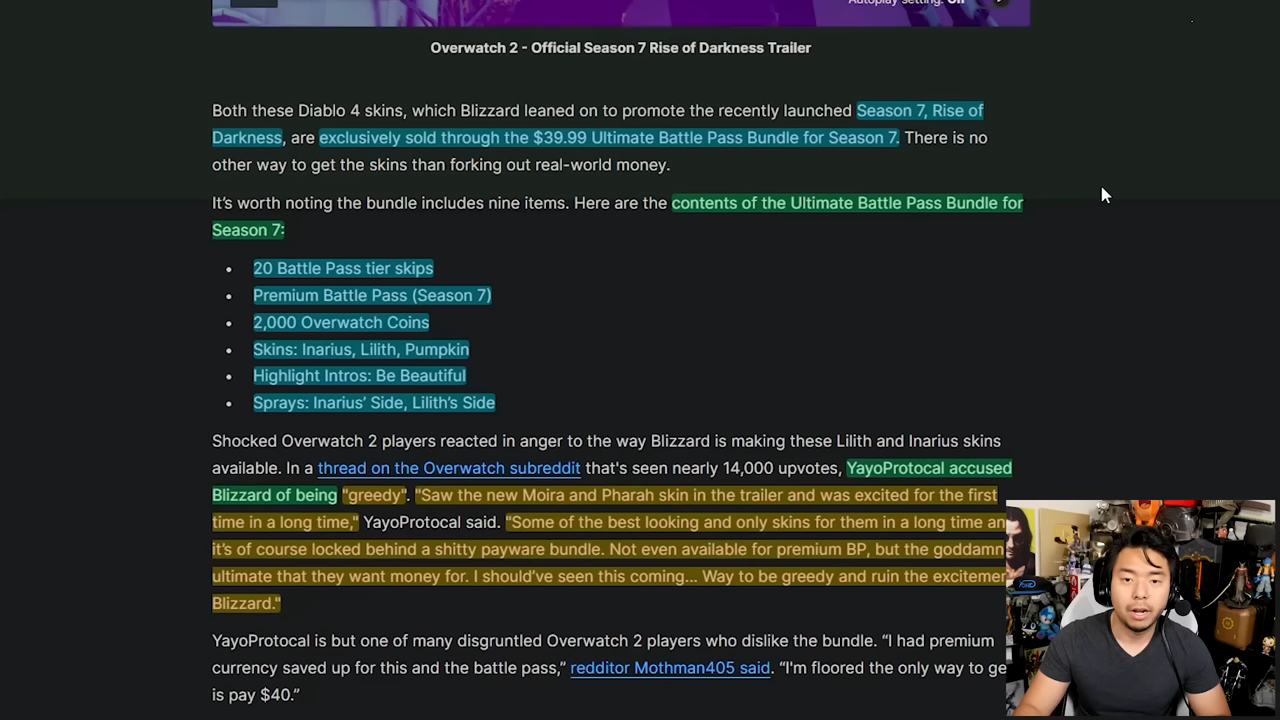 Autoplay setting: Off
Overwatch 2 - Official Season 7 Rise of Darkness Trailer
Both these Diablo 4 skins, which Blizzard leaned on to promote the recently launched Season 7, Rise of
Darkness, are exclusively sold through the $39.99 Ultimate Battle Pass Bundle for Season 7. There is no
other way to get the skins than forking out real-world money.
It’s worth noting the bundle includes nine items. Here are the contents of the Ultimate Battle Pass Bundle for
Season 7:
• 20 Battle Pass tier skips
• Premium Battle Pass (Season 7)
• 2,000 Overwatch Coins
• Skins: Inarius, Lilith, Pumpkin
• Highlight Intros: Be Beautiful
• Sprays: Inarius’ Side, Lilith’s Side
Shocked Overwatch 2 players reacted in anger to the way Blizzard is making these Lilith and Inarius skins
available. In a thread on the Overwatch subreddit that's seen nearly 14,000 upvotes, YayoProtocal accused
Blizzard of being "greedy". "Saw the new Moira and Pharah skin in the trailer and was excited for the first
time in a long time," YayoProtocal said. "Some of the best looking and only skins for them in a long time an
it's of course locked behind a shitty payware bundle. Not even available for premium BP, but the goddamn
ultimate that they want money for. I should've seen this coming... Way to be greedy and ruin the excitemen
Blizzard."
YayoProtocal is but one of many disgruntled Overwatch 2 players who dislike the bundle. “I had premium
currency saved up for this and the battle pass,” redditor Mothman405 said. “I'm floored the only way to ge
is pay $40.”